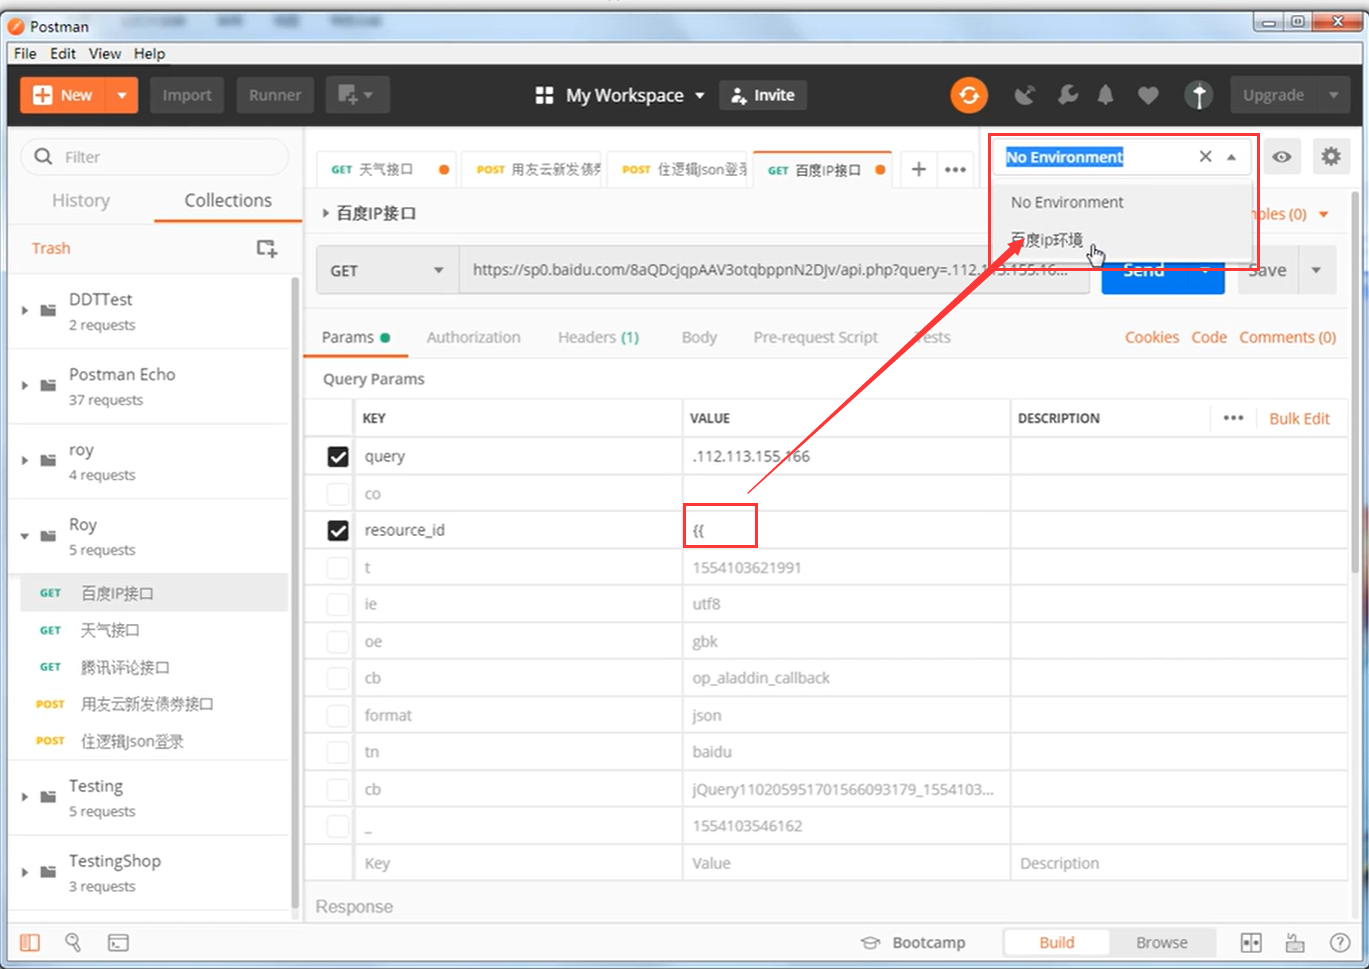 Postman
File Edit View Help
New Import Runner My Workspace Invite Upgrade
Filter
History Collections
Trash
DDTTest
2 requests
Postman Echo
37 requests
roy
4 requests
Roy
5 requests
GET 百度IP接口
GET 天气接口
GET 腾讯评论接口
POST 用友云新发债券接口
POST 住逻辑Json登录
Testing
5 requests
TestingShop
3 requests
GET 天气接口 POST 用友云新发债 POST 住逻辑Json登 GET 百度IP接口
No Environment
No Environment
百度ip环境
百度IP接口
(0)
GET https://sp0.baidu.com/8aQDcjqpAAV3otqbppnN2DJv/api.php?query=.112.113.155.16... Send Save
Params Authorization Headers (1) Body Pre-request Script Tests Cookies Code Comments (0)
Query Params
KEY VALUE DESCRIPTION ••• Bulk Edit
query .112.113.155.166
co
resource_id {{
t 1554103621991
ie utf8
oe gbk
cb op_aladdin_callback
format json
tn baidu
cb jQuery110205951701566093179_1554103...
_ 1554103546162
Key Value Description
Response
Bootcamp Build Browse